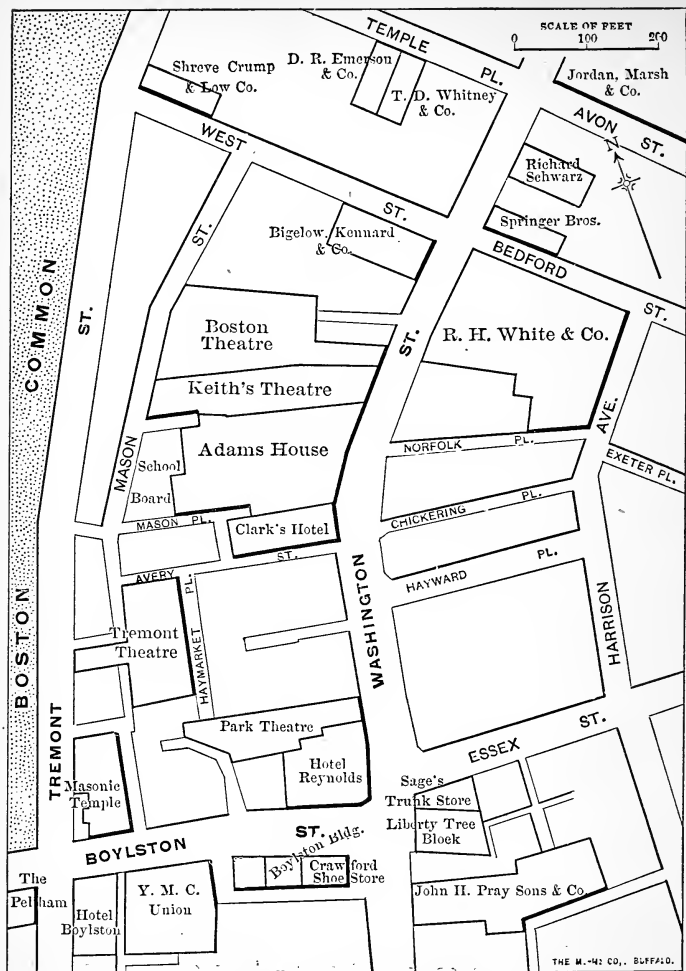 SCALE OF FEET
0 100 200
TEMPLE PL.
Shreve Crump
& Low Co.
D. R. Emerson
& Co.
T. D. Whitney
& Co.
Jordan, Marsh
& Co.
AVON ST.
N
WEST ST.
Richard
Schwarz
Springer Bros.
Bigelow, Kennard
& Co.
BEDFORD ST.
BOSTON COMMON
TREMONT ST.
MASON ST.
WASHINGTON ST.
Boston
Theatre
R. H. White & Co.
Keith's Theatre
Adams House
NORFOLK PL.
HARRISON AVE.
EXETER PL.
School
Board
MASON PL.
Clark's Hotel
CHICKERING PL.
AVERY ST.
HAYWARD PL.
HAYMARKET PL.
Tremont
Theatre
Park Theatre
ESSEX ST.
Hotel
Reynolds
Masonic
Temple
Sage's
Trunk Store
Liberty Tree
Block
BOYLSTON ST.
Boylston Bldg.
Crawford
Shoe Store
The
Pelham
Hotel
Boylston
Y. M. C.
Union
John H. Pray Sons & Co.
THE M.-N. CO., BUFFALO.